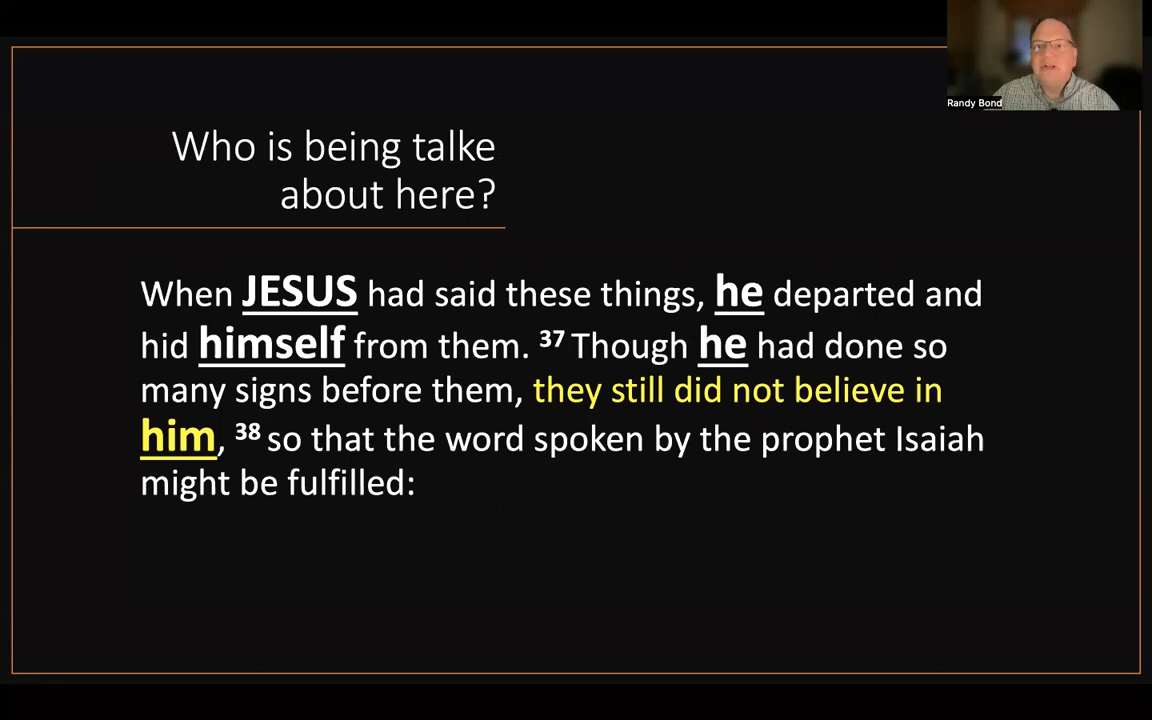 Randy Bond
Who is being talke
about here?
When JESUS had said these things, he departed and
hid himself from them. 37 Though he had done so
many signs before them, they still did not believe in
him, 38 so that the word spoken by the prophet Isaiah
might be fulfilled: